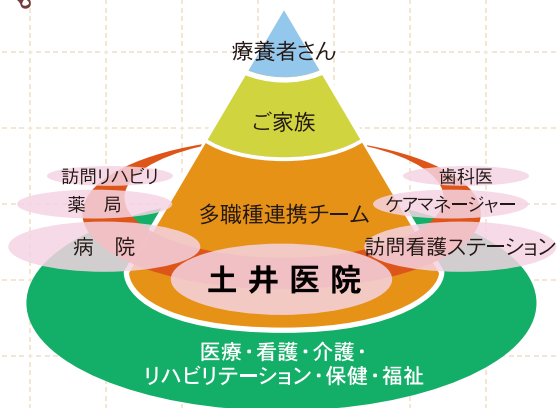 療養者さん
ご家族
訪問リハビリ
歯科医
薬 局
ケアマネージャー
多職種連携チーム
病 院
訪問看護ステーション
土井医院
医療・看護・介護・
リハビリテーション・保健・福祉